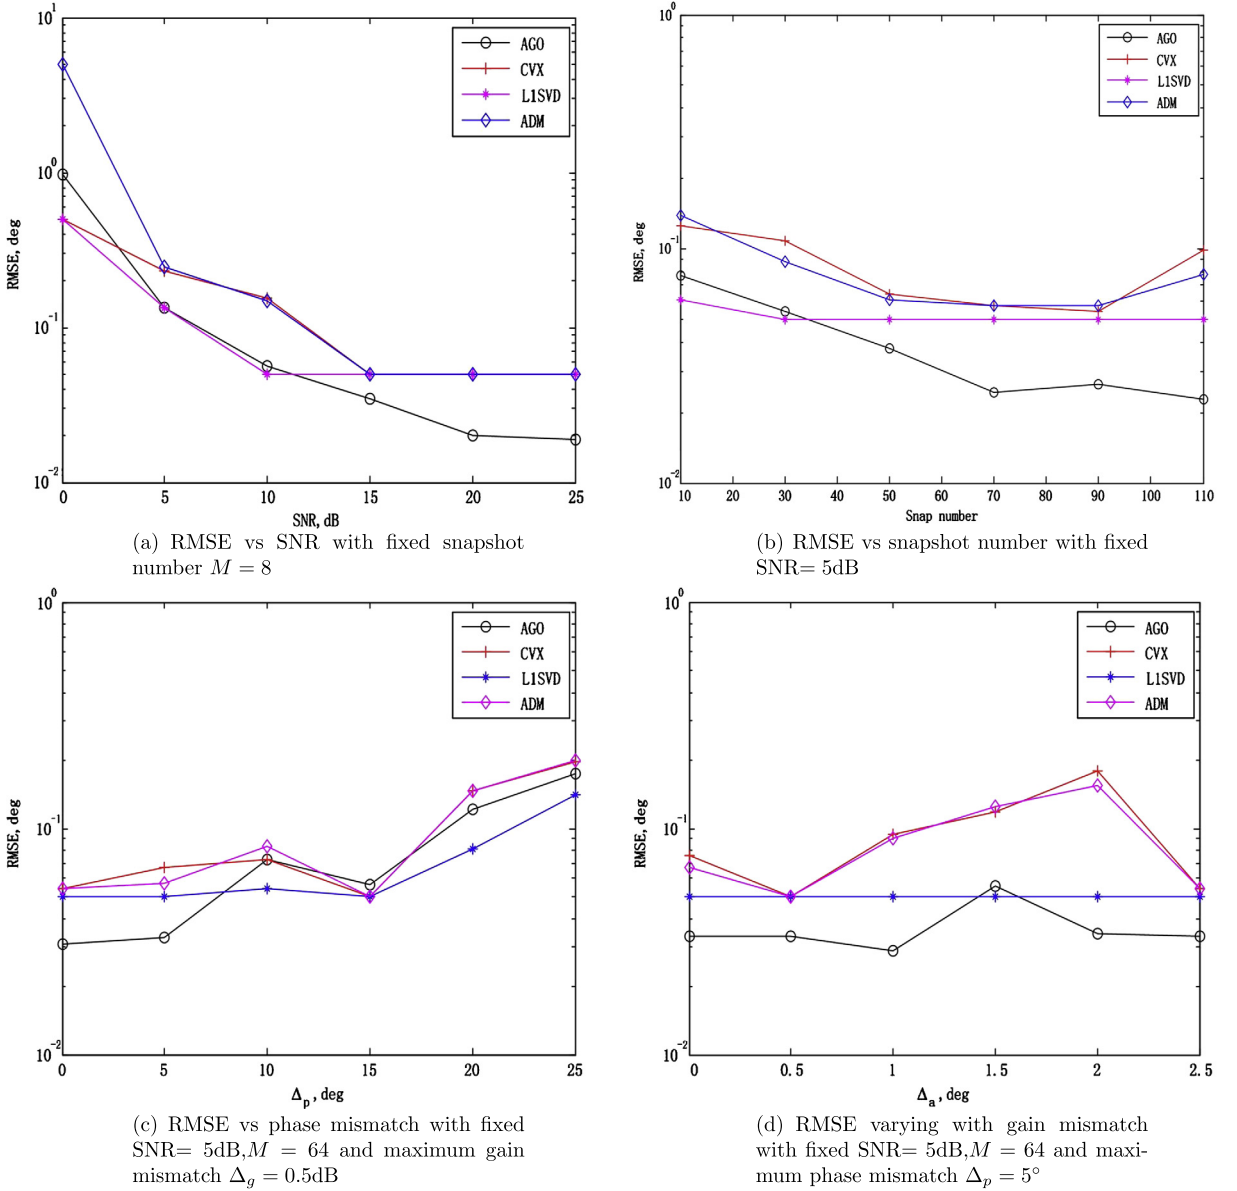 10^1
10^0
10^-1
10^-2
RMSE, deg
0 5 10 15 20 25
SNR, dB
AGO
CVX
L1SVD
ADM
(a) RMSE vs SNR with fixed snapshot
number M = 8
10^0
10^-1
10^-2
RMSE, deg
10 20 30 40 50 60 70 80 90 100 110
Snap number
AGO
CVX
L1SVD
ADM
(b) RMSE vs snapshot number with fixed
SNR= 5dB
10^0
10^-1
10^-2
RMSE, deg
0 5 10 15 20 25
Δ_p, deg
AGO
CVX
L1SVD
ADM
(c) RMSE vs phase mismatch with fixed
SNR= 5dB,M = 64 and maximum gain
mismatch Δ_g = 0.5dB
10^0
10^-1
10^-2
RMSE, deg
0 0.5 1 1.5 2 2.5
Δ_a, deg
AGO
CVX
L1SVD
ADM
(d) RMSE varying with gain mismatch
with fixed SNR= 5dB,M = 64 and maxi-
mum phase mismatch Δ_p = 5°